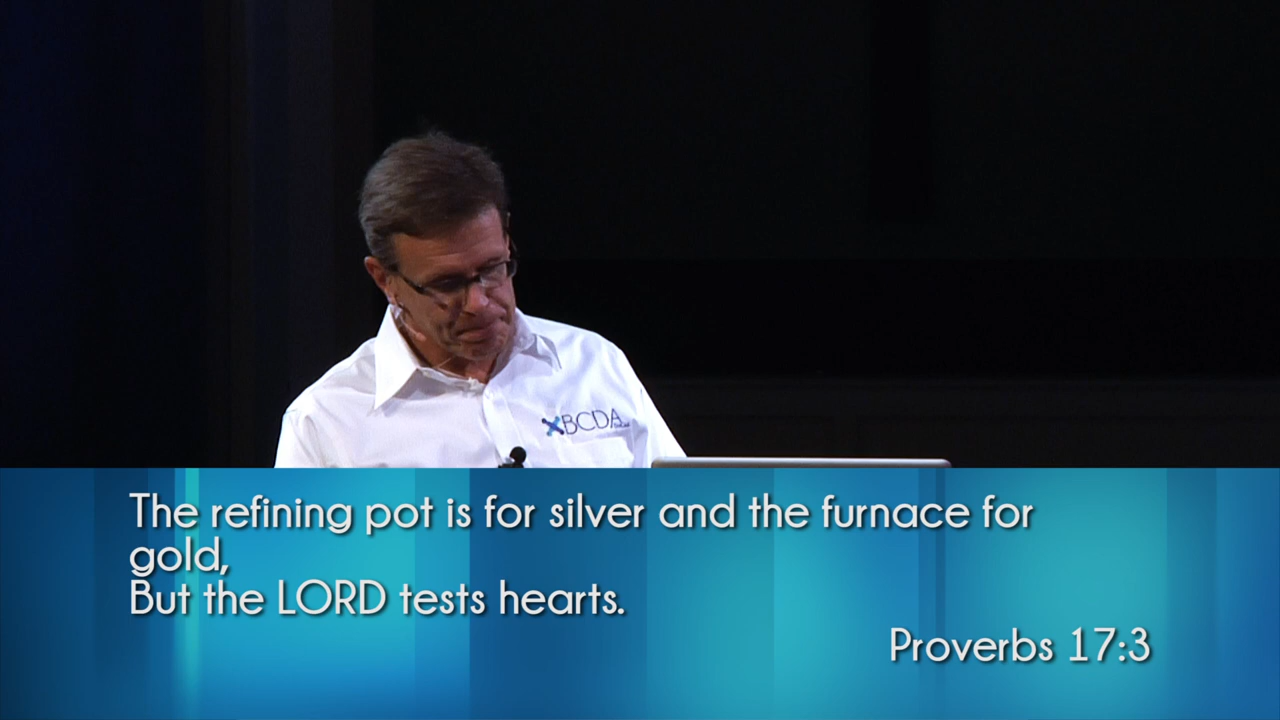 BCDA
The refining pot is for silver and the furnace for
gold,
But the LORD tests hearts.
Proverbs 17:3